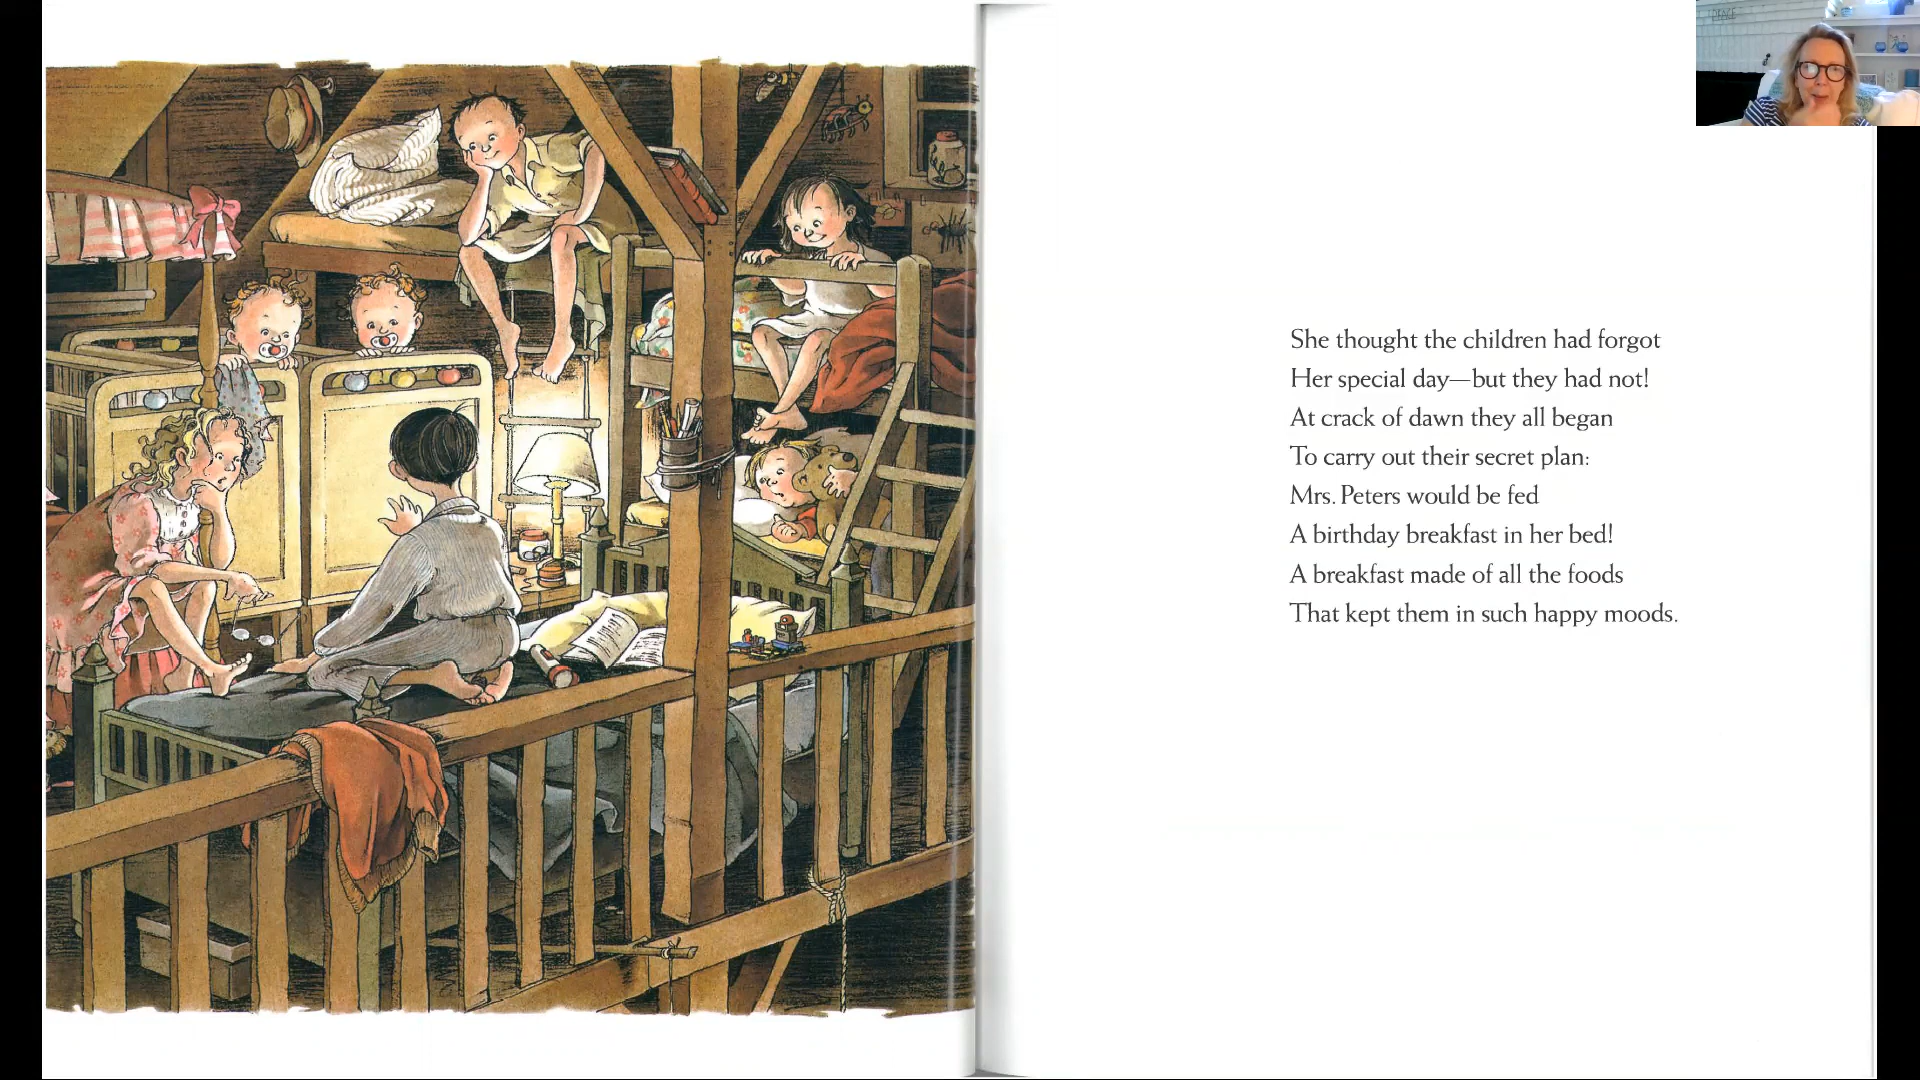 She thought the children had forgot
Her special day—but they had not!
At crack of dawn they all began
To carry out their secret plan:
Mrs. Peters would be fed
A birthday breakfast in her bed!
A breakfast made of all the foods
That kept them in such happy moods.